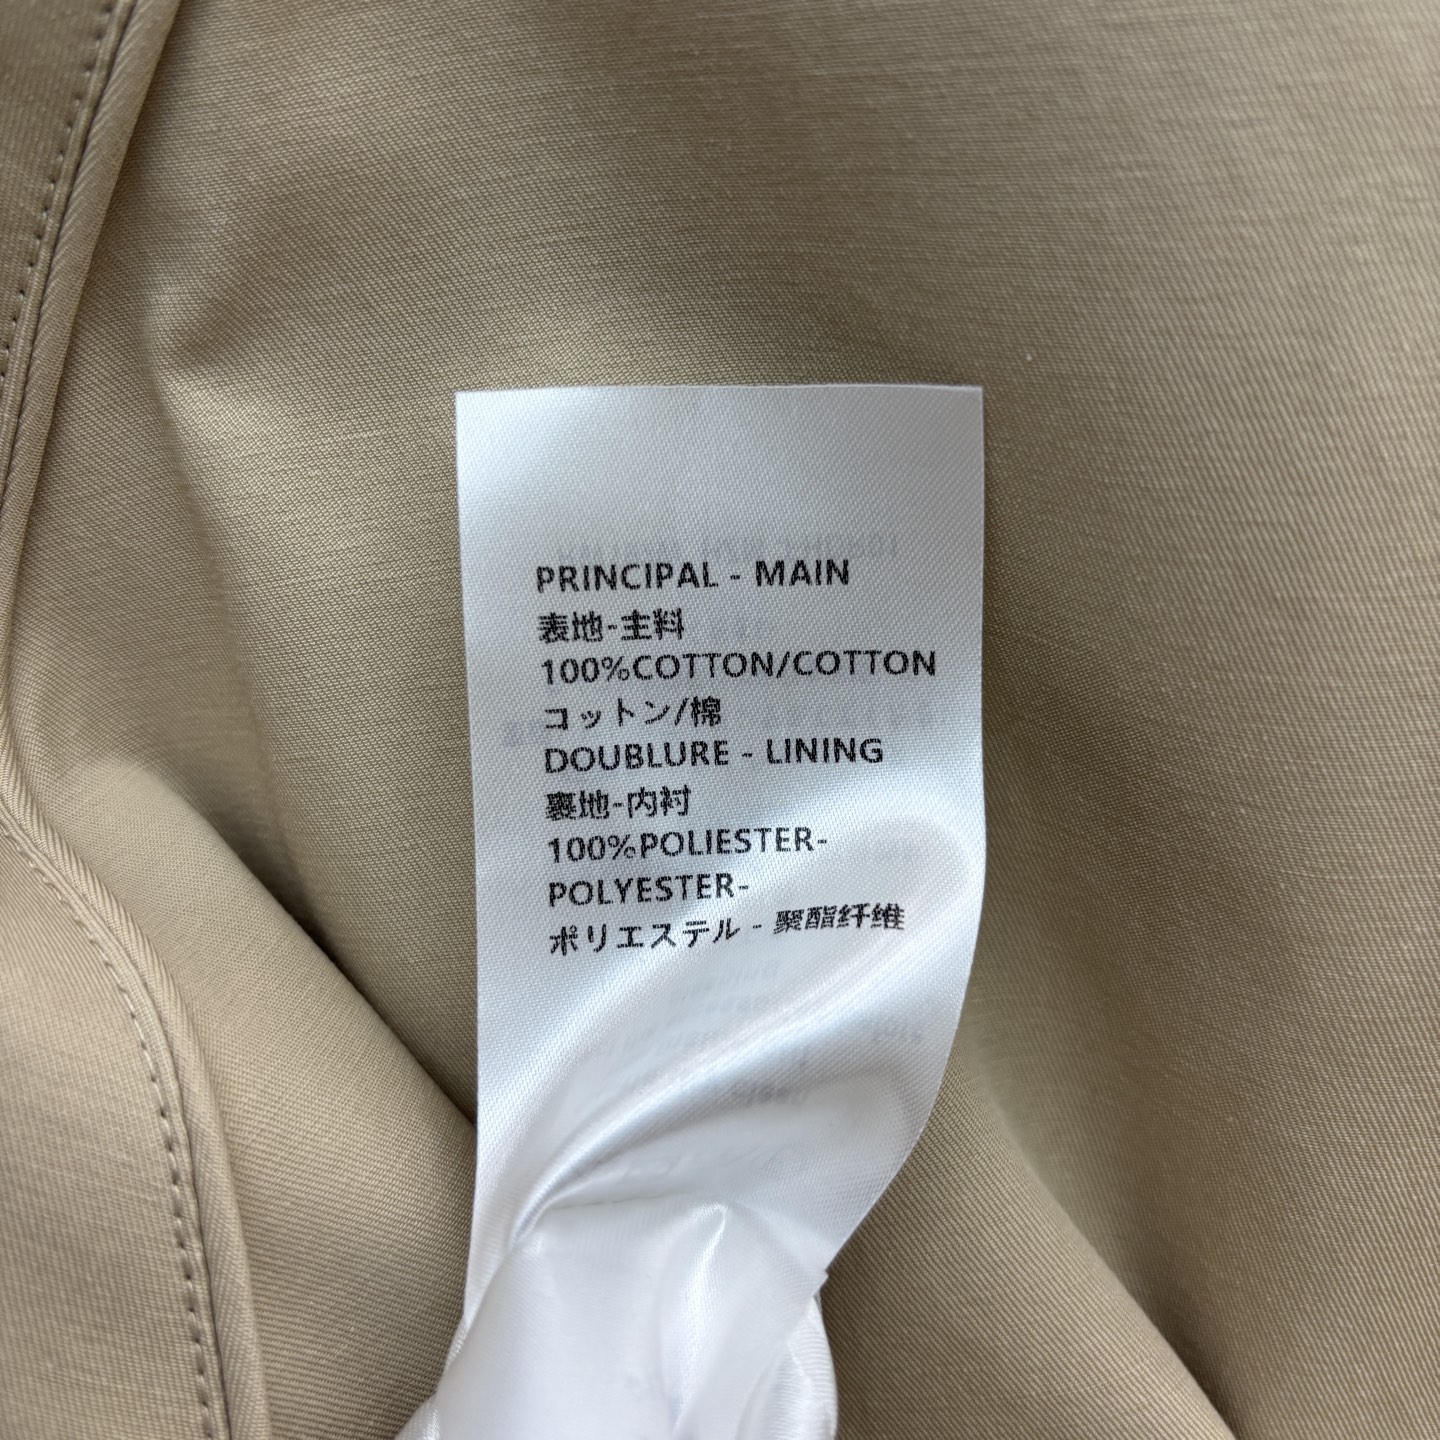 PRINCIPAL - MAIN
表地-主料
100%COTTON/COTTON
コットン/棉
DOUBLURE - LINING
裏地-内衬
100%POLIESTER-
POLYESTER-
ポリエステル - 聚酯纤维